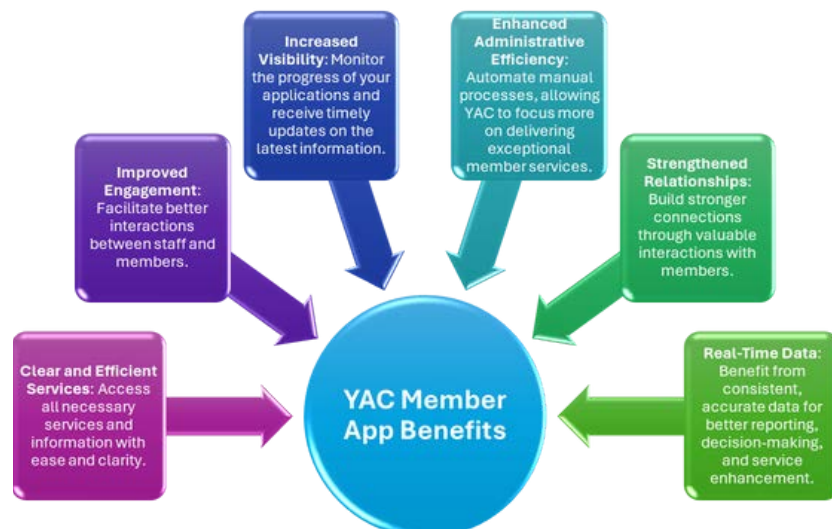 Clear and Efficient
Services: Access
all necessary
services and
information with
ease and clarity.
Improved
Engagement:
Facilitate better
interactions
between staff and
members.
Increased
Visibility: Monitor
the progress of your
applications and
receive timely
updates on the
latest information.
Enhanced
Administrative
Efficiency:
Automate manual
processes, allowing
YAC to focus more
on delivering
exceptional
member services.
Strengthened
Relationships:
Build stronger
connections
through valuable
interactions with
members.
Real-Time Data:
Benefit from
consistent,
accurate data for
better reporting,
decision-making,
and service
enhancement.
YAC Member
App Benefits